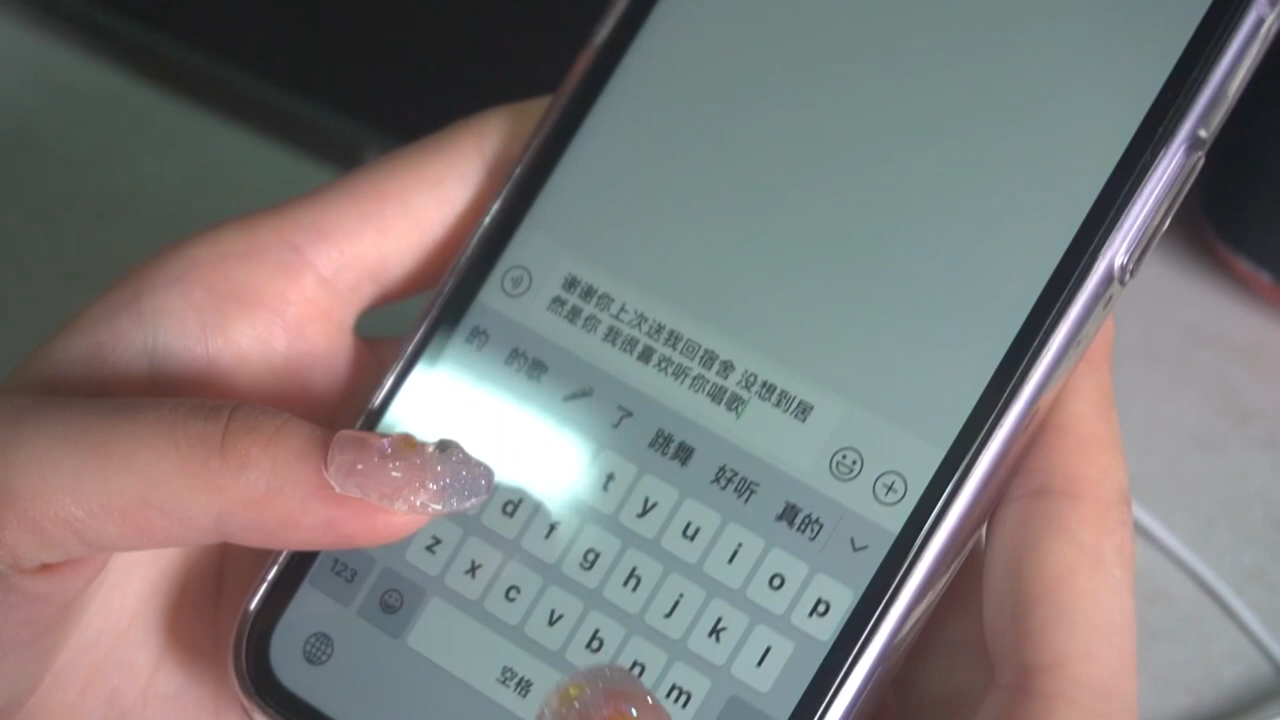 谢谢你上次送我回宿舍 没想到居
然是你 我很喜欢听你唱歌
的 的歌 了 跳舞 好听 真的
t y u i o p
d f g h j k l
z x c v b n m
123
空格